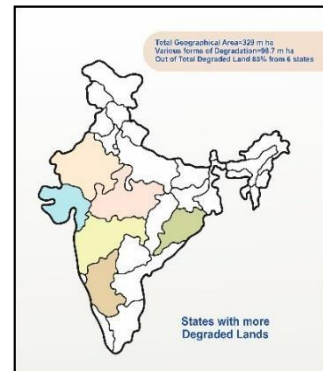 Total Geographical Area=329 m ha
Various forms of Degradation=98.7 m ha
Out of Total Degraded Land 65% from 6 states
States with more
Degraded Lands